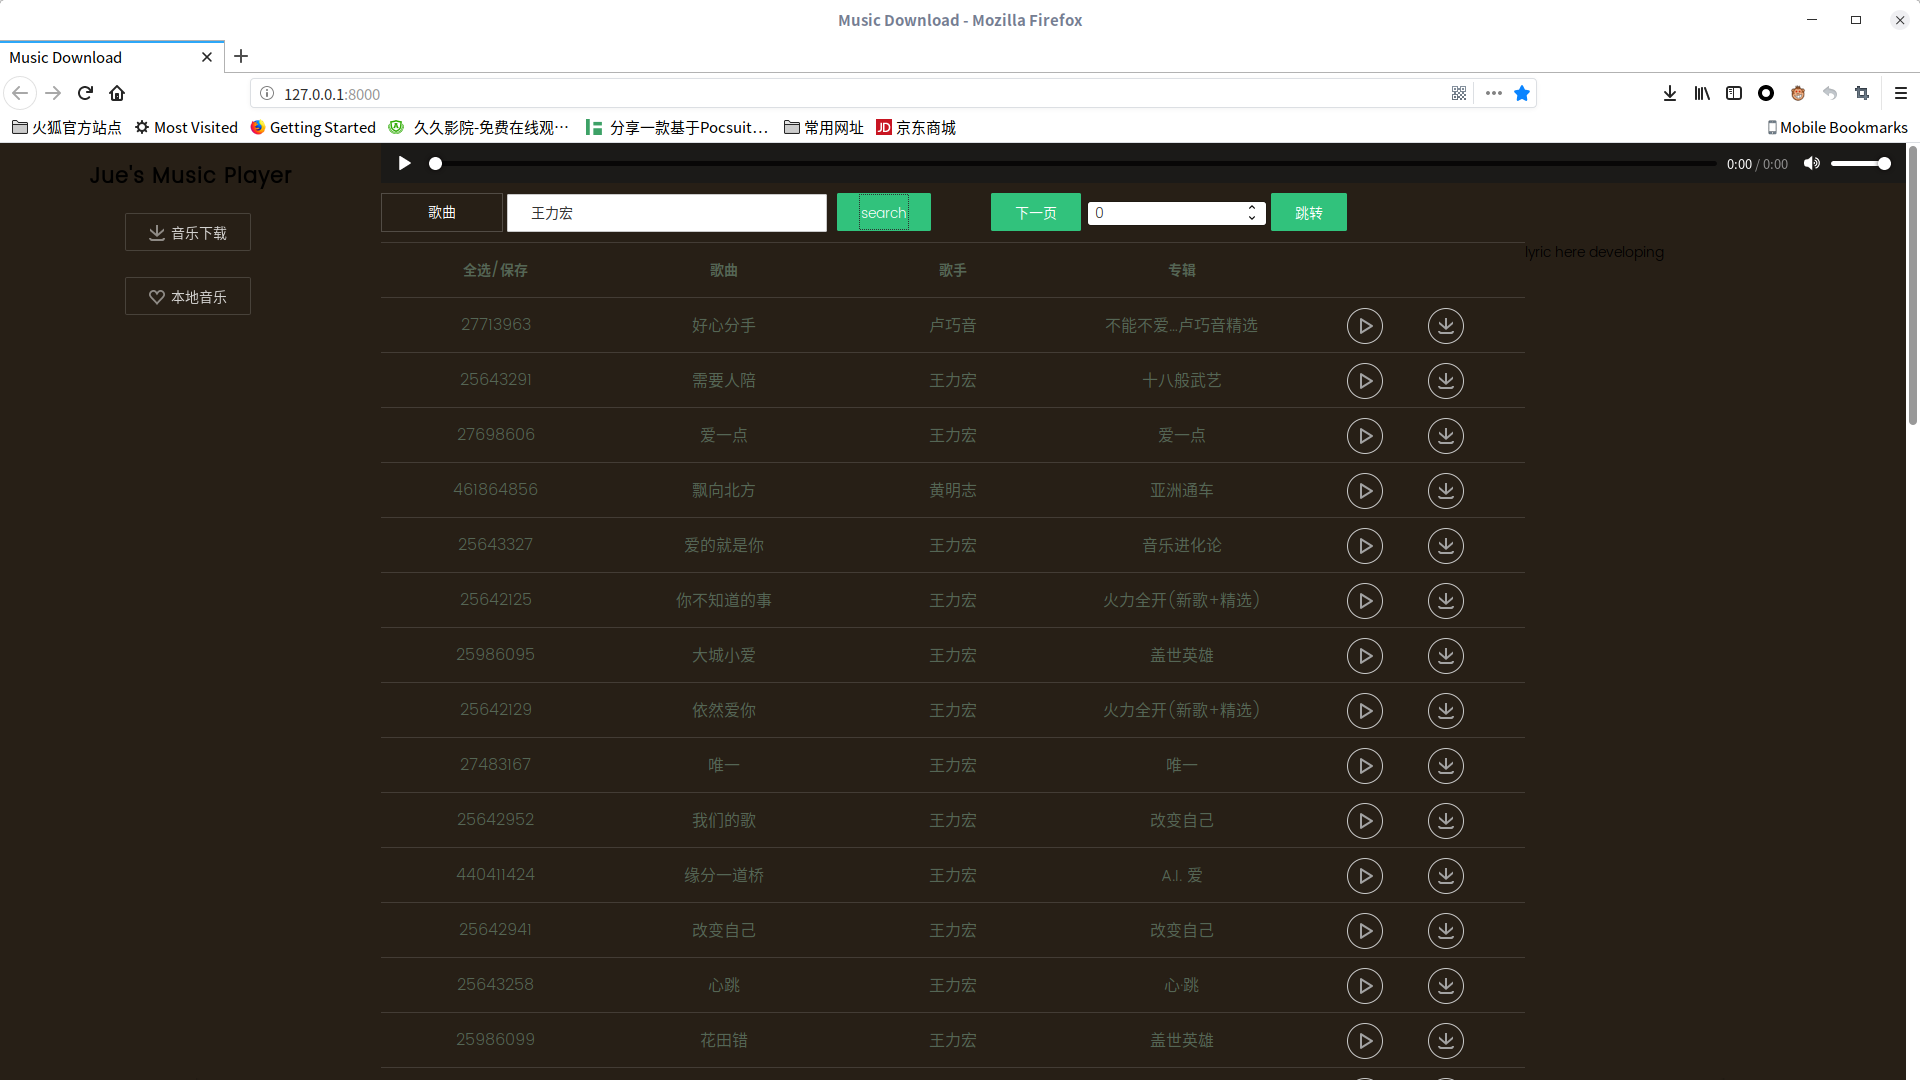 Music Download - Mozilla Firefox
Music Download
127.0.0.1:8000
火狐官方站点 Most Visited Getting Started 久久影院-免费在线观… 分享一款基于Pocsuit… 常用网址 JD 京东商城 Mobile Bookmarks
Jue's Music Player
0:00 / 0:00
音乐下载
本地音乐
歌曲 王力宏 search 下一页 0 跳转
lyric here developing
全选/保存 歌曲 歌手 专辑
27713963 好心分手 卢巧音 不能不爱...卢巧音精选
25643291 需要人陪 王力宏 十八般武艺
27698606 爱一点 王力宏 爱一点
461864856 飘向北方 黄明志 亚洲通车
25643327 爱的就是你 王力宏 音乐进化论
25642125 你不知道的事 王力宏 火力全开(新歌+精选)
25986095 大城小爱 王力宏 盖世英雄
25642129 依然爱你 王力宏 火力全开(新歌+精选)
27483167 唯一 王力宏 唯一
25642952 我们的歌 王力宏 改变自己
440411424 缘分一道桥 王力宏 A.I. 爱
25642941 改变自己 王力宏 改变自己
25643258 心跳 王力宏 心·跳
25986099 花田错 王力宏 盖世英雄